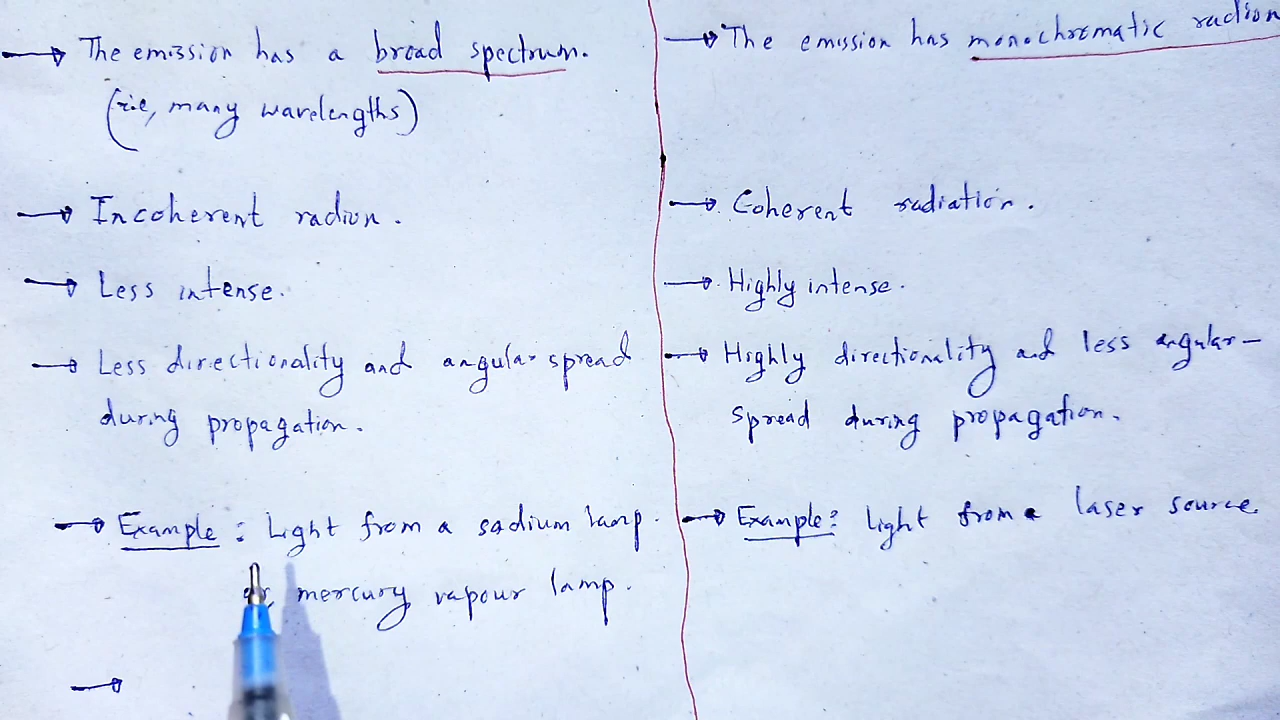 The emission has a broad spectrum.
(i.e, many wavelengths)
Incoherent radion.
Less intense.
Less directionality and angular spread
during propagation.
Example: Light from a sodium lamp.
or, mercury vapour lamp.
The emission has monochromatic radion
Coherent radiation.
Highly intense.
Highly directionality and less angular-
spread during propagation.
Example: light from a laser source.